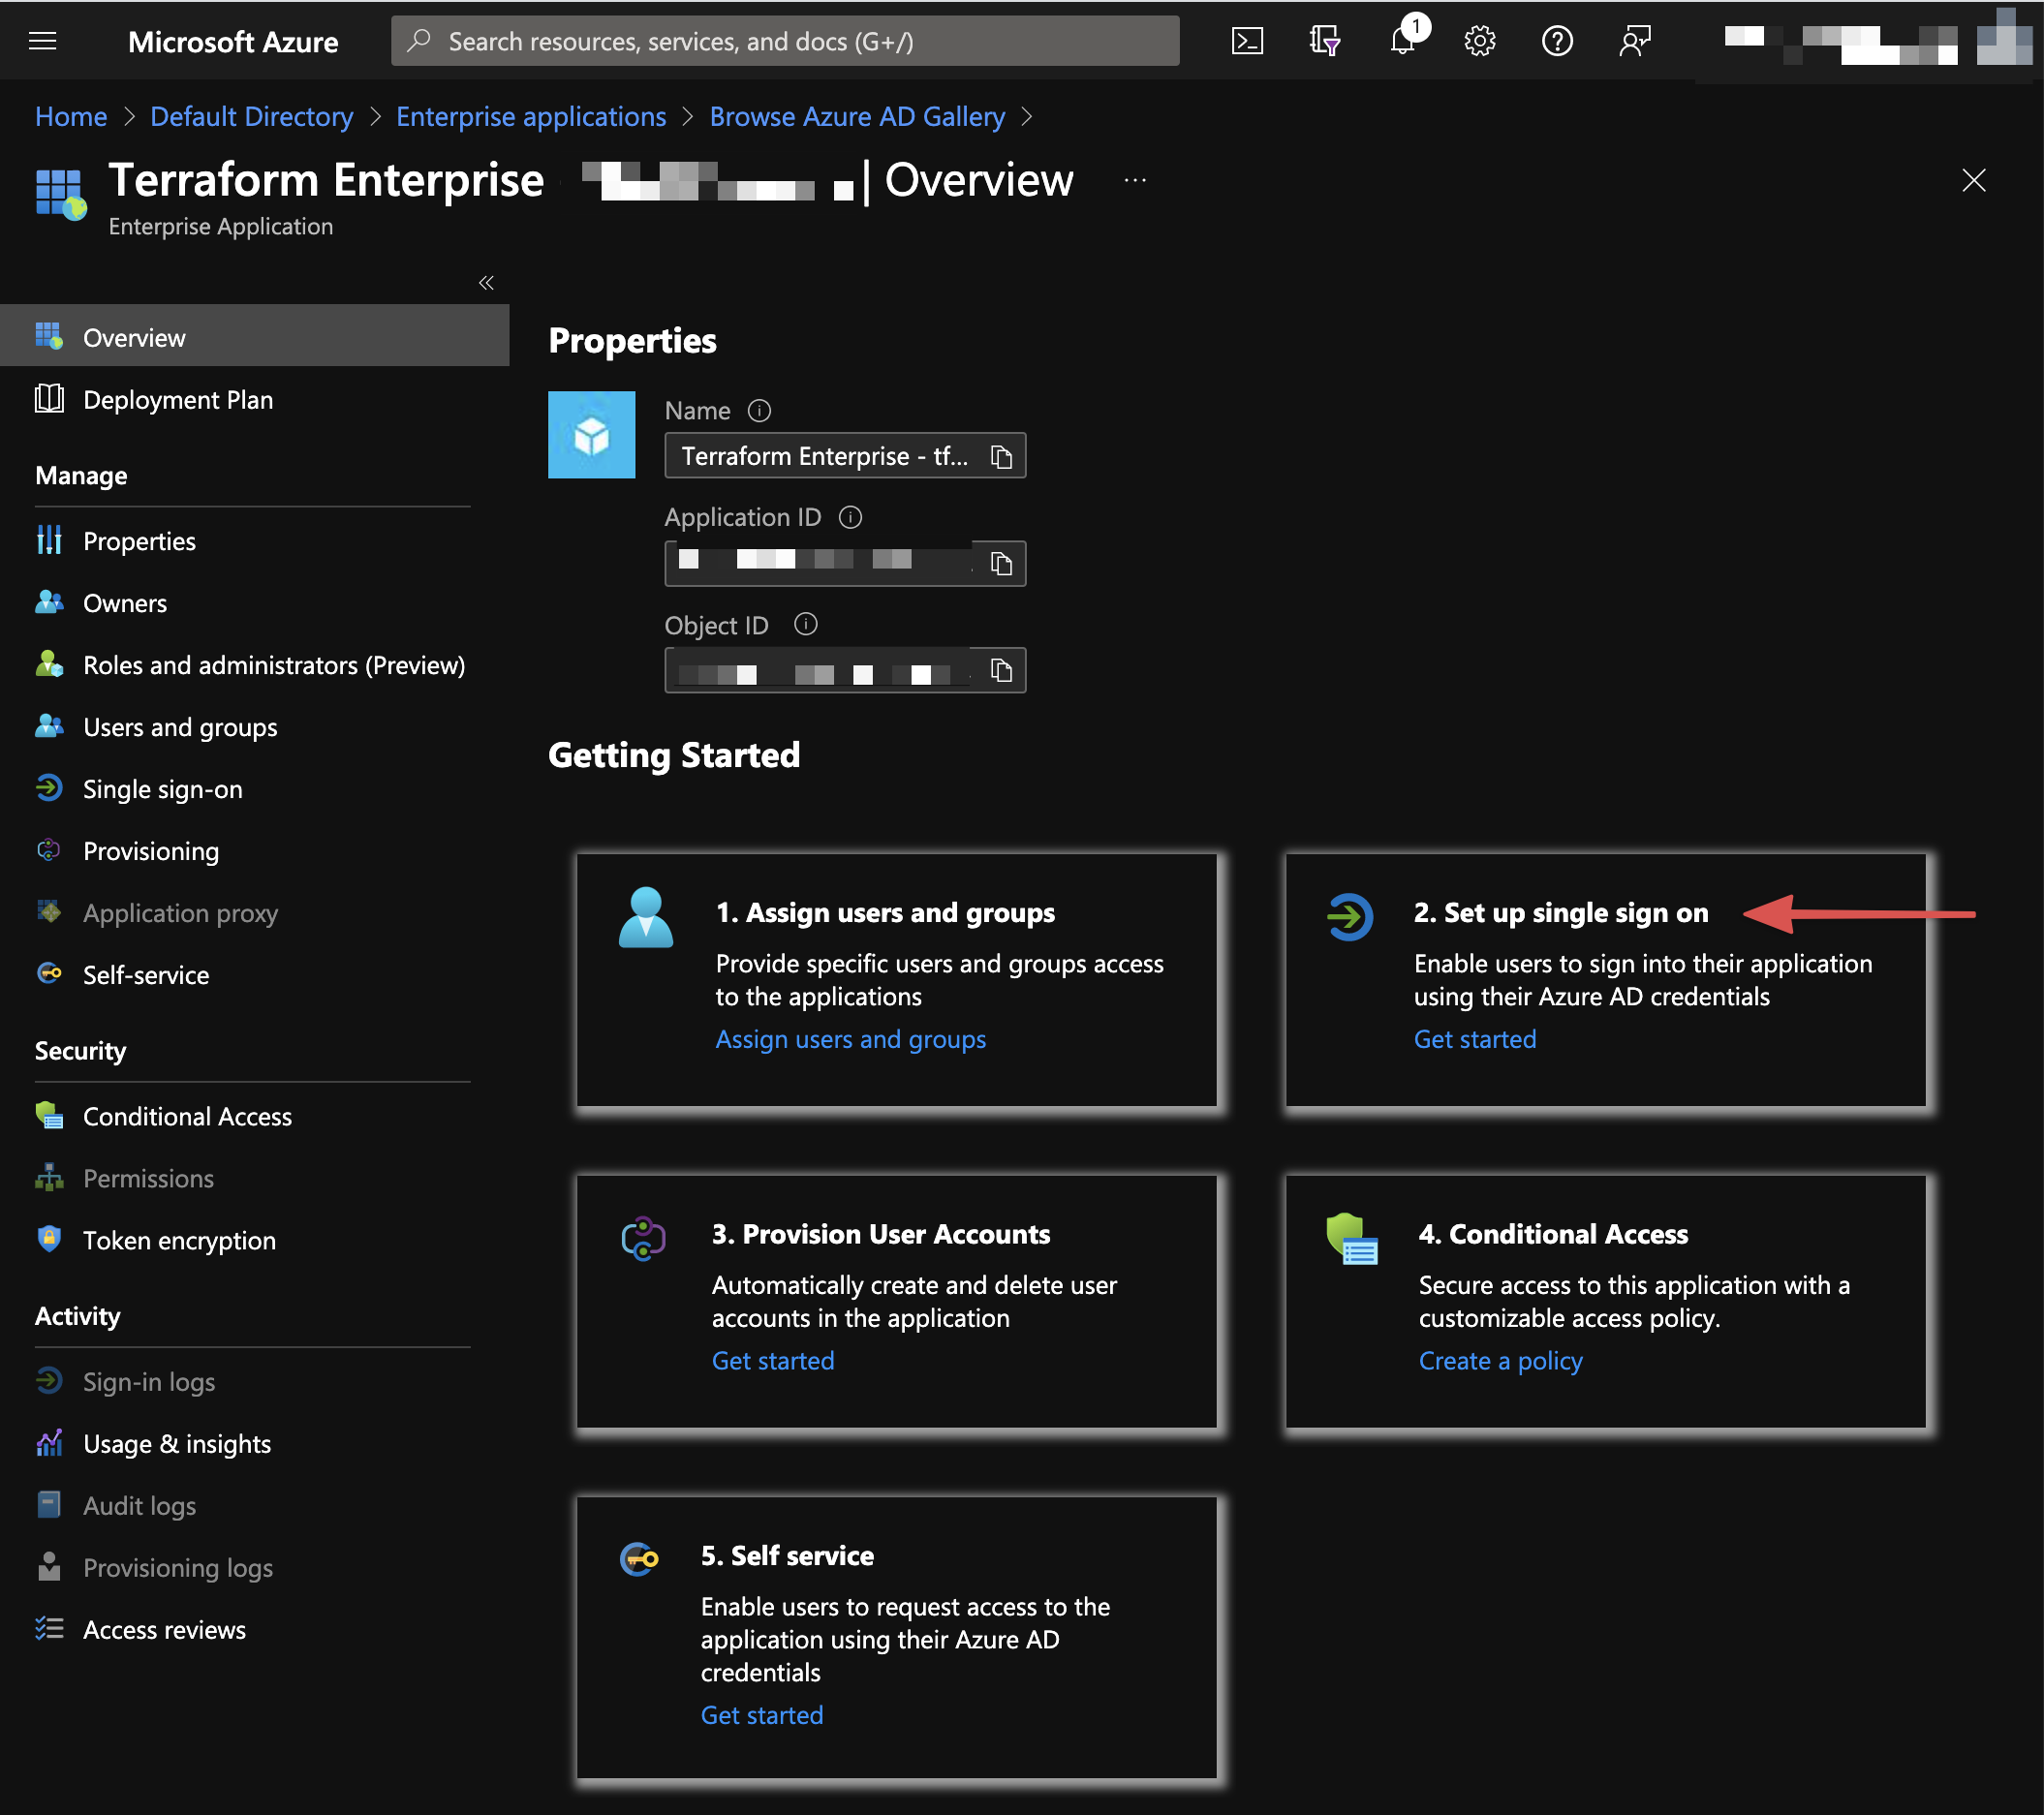 Microsoft Azure
Search resources, services, and docs (G+/)
1
Home > Default Directory > Enterprise applications > Browse Azure AD Gallery >
Terraform Enterprise | Overview ...
Enterprise Application
«
Overview
Deployment Plan
Manage
Properties
Owners
Roles and administrators (Preview)
Users and groups
Single sign-on
Provisioning
Application proxy
Self-service
Security
Conditional Access
Permissions
Token encryption
Activity
Sign-in logs
Usage & insights
Audit logs
Provisioning logs
Access reviews
Properties
Name
Terraform Enterprise - tf...
Application ID
Object ID
Getting Started
1. Assign users and groups
Provide specific users and groups access
to the applications
Assign users and groups
2. Set up single sign on
Enable users to sign into their application
using their Azure AD credentials
Get started
3. Provision User Accounts
Automatically create and delete user
accounts in the application
Get started
4. Conditional Access
Secure access to this application with a
customizable access policy.
Create a policy
5. Self service
Enable users to request access to the
application using their Azure AD
credentials
Get started